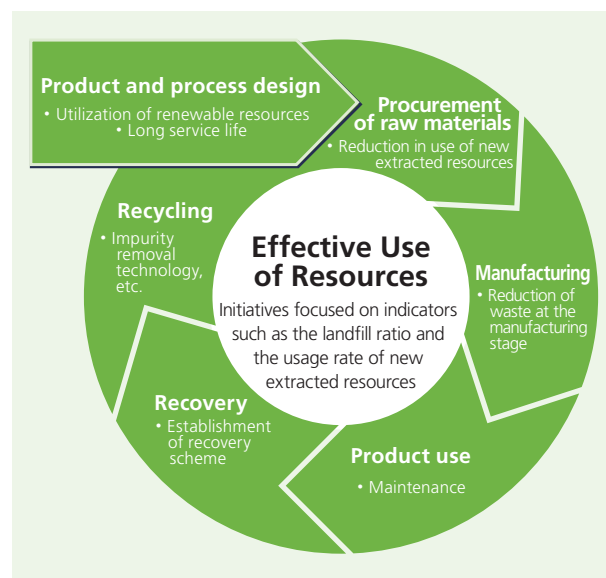 Product and process design
• Utilization of renewable resources
• Long service life
Procurement
of raw materials
• Reduction in use of new
extracted resources
Manufacturing
• Reduction of
waste at the
manufacturing
stage
Product use
• Maintenance
Recovery
• Establishment
of recovery
scheme
Recycling
• Impurity
removal
technology,
etc.
Effective Use
of Resources
Initiatives focused on indicators
such as the landfill ratio and
the usage rate of new
extracted resources